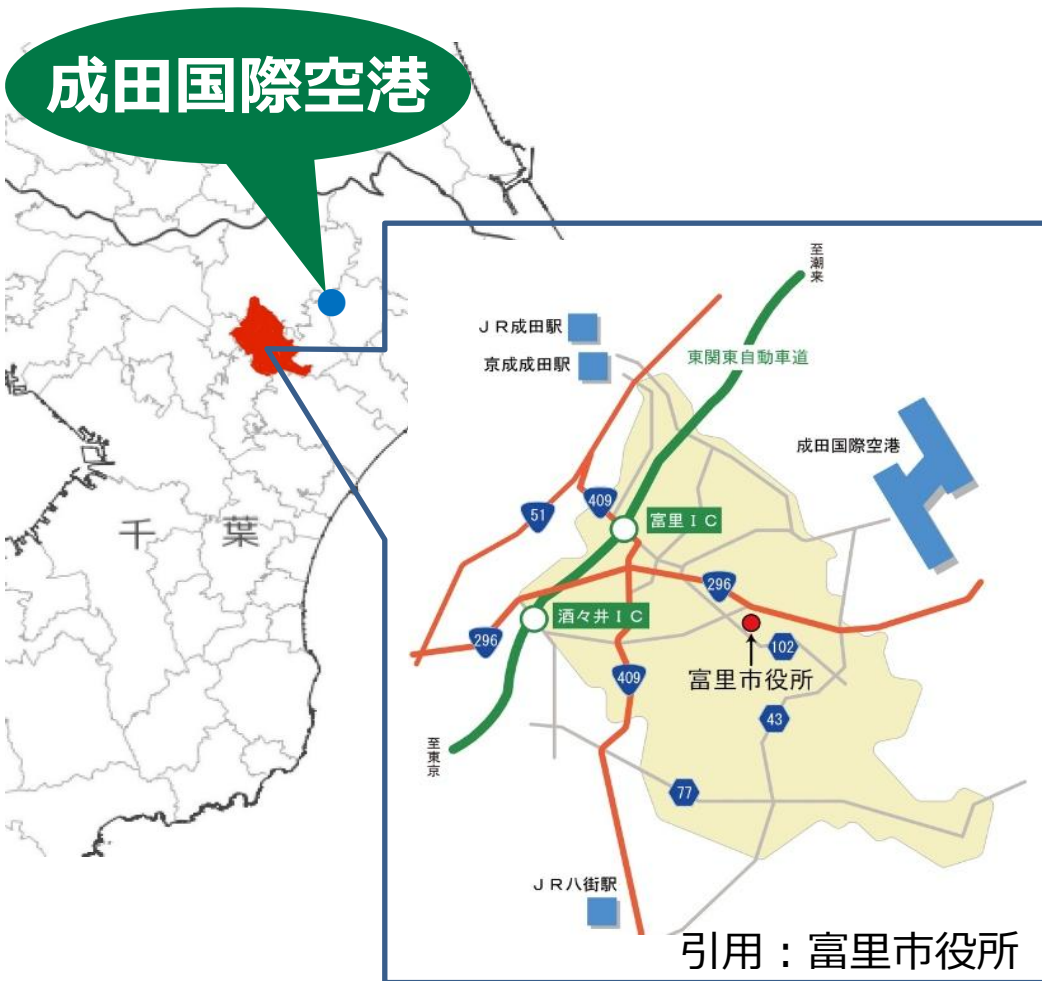 成田国際空港
千葉
至潮来
JR成田駅
京成成田駅
東関東自動車道
成田国際空港
51
409
富里IC
296
酒々井IC
296
102
富里市役所
409
43
至東京
77
JR八街駅
引用：富里市役所